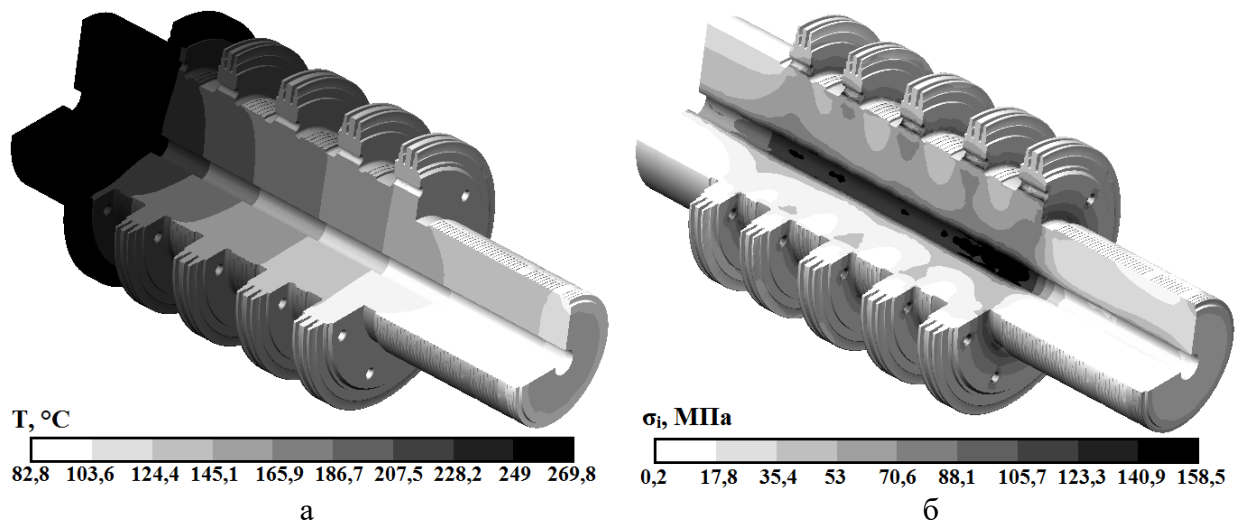 T, °C
82,8 103,6 124,4 145,1 165,9 186,7 207,5 228,2 249 269,8
а
σi, МПа
0,2 17,8 35,4 53 70,6 88,1 105,7 123,3 140,9 158,5
б